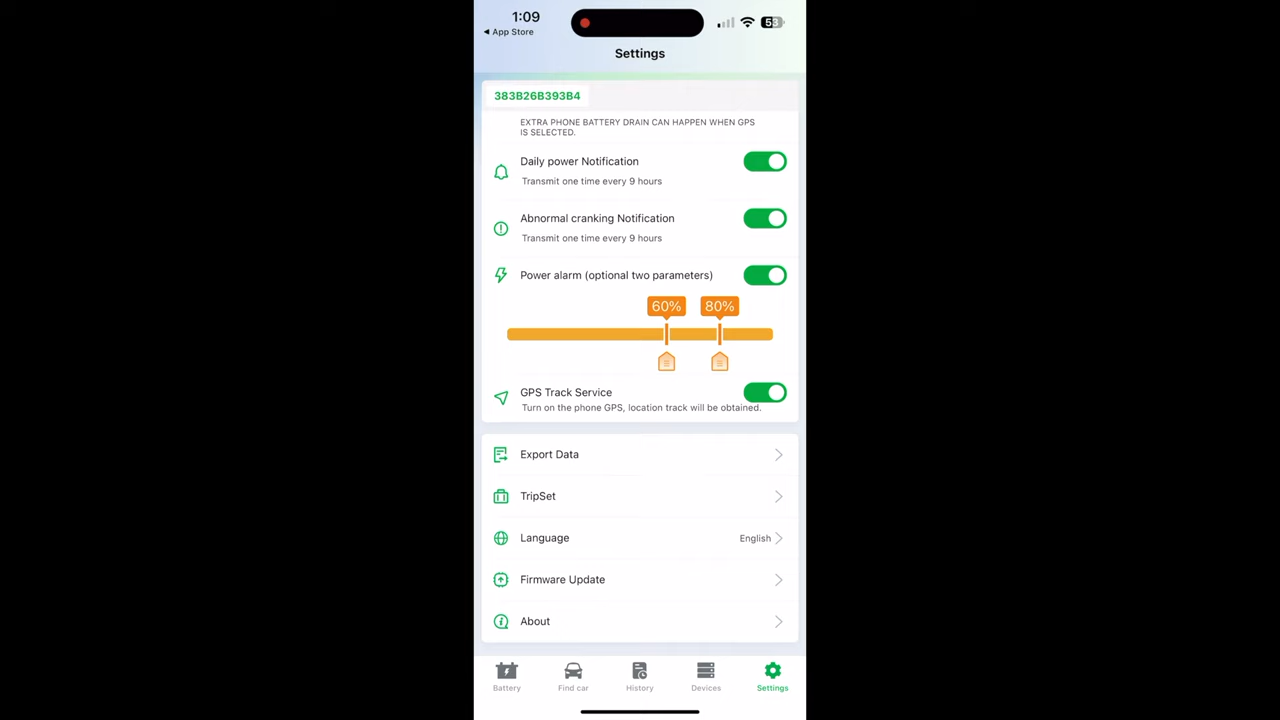 1:09
53
App Store
Settings
383B26B393B4
EXTRA PHONE BATTERY DRAIN CAN HAPPEN WHEN GPS
IS SELECTED.
Daily power Notification
Transmit one time every 9 hours
Abnormal cranking Notification
Transmit one time every 9 hours
Power alarm (optional two parameters)
60% 80%
GPS Track Service
Turn on the phone GPS, location track will be obtained.
Export Data
TripSet
Language English
Firmware Update
About
Battery Find car History Devices Settings